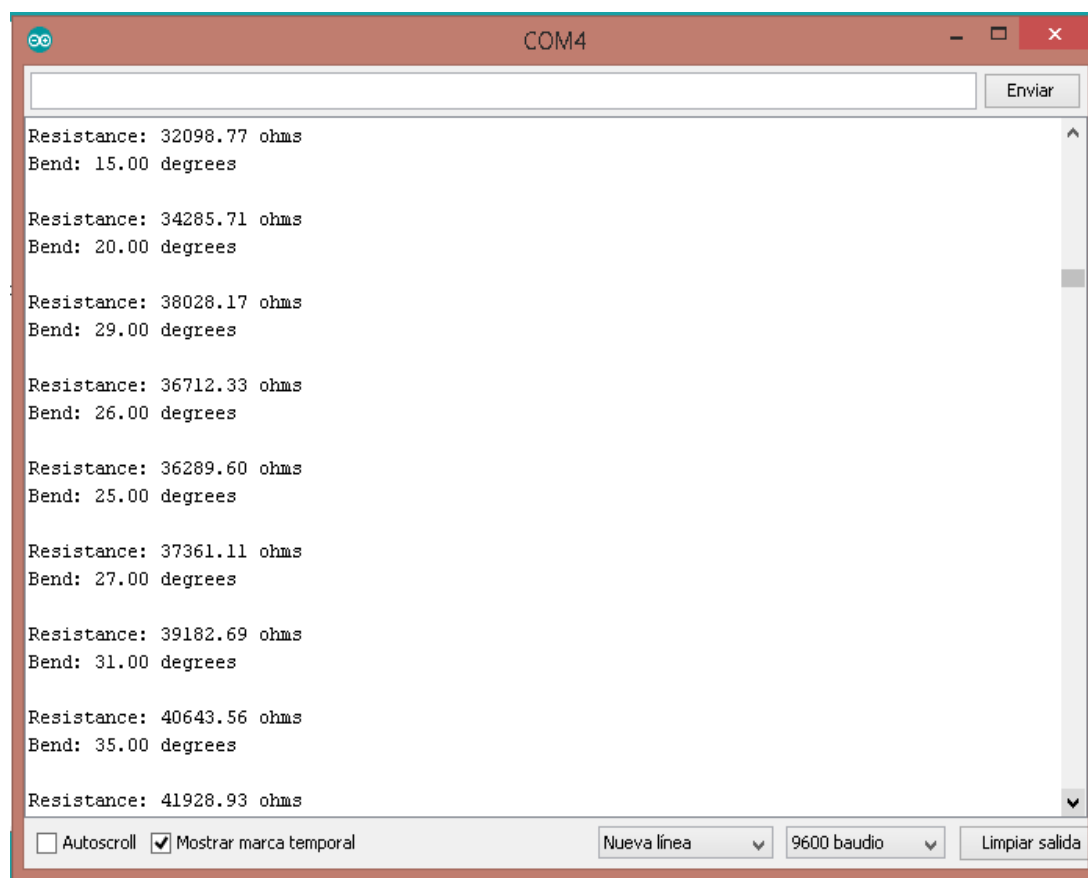 COM4
Enviar
Resistance: 32098.77 ohms
Bend: 15.00 degrees
Resistance: 34285.71 ohms
Bend: 20.00 degrees
Resistance: 38028.17 ohms
Bend: 29.00 degrees
Resistance: 36712.33 ohms
Bend: 26.00 degrees
Resistance: 36289.60 ohms
Bend: 25.00 degrees
Resistance: 37361.11 ohms
Bend: 27.00 degrees
Resistance: 39182.69 ohms
Bend: 31.00 degrees
Resistance: 40643.56 ohms
Bend: 35.00 degrees
Resistance: 41928.93 ohms
Autoscroll Mostrar marca temporal Nueva línea 9600 baudio Limpiar salida